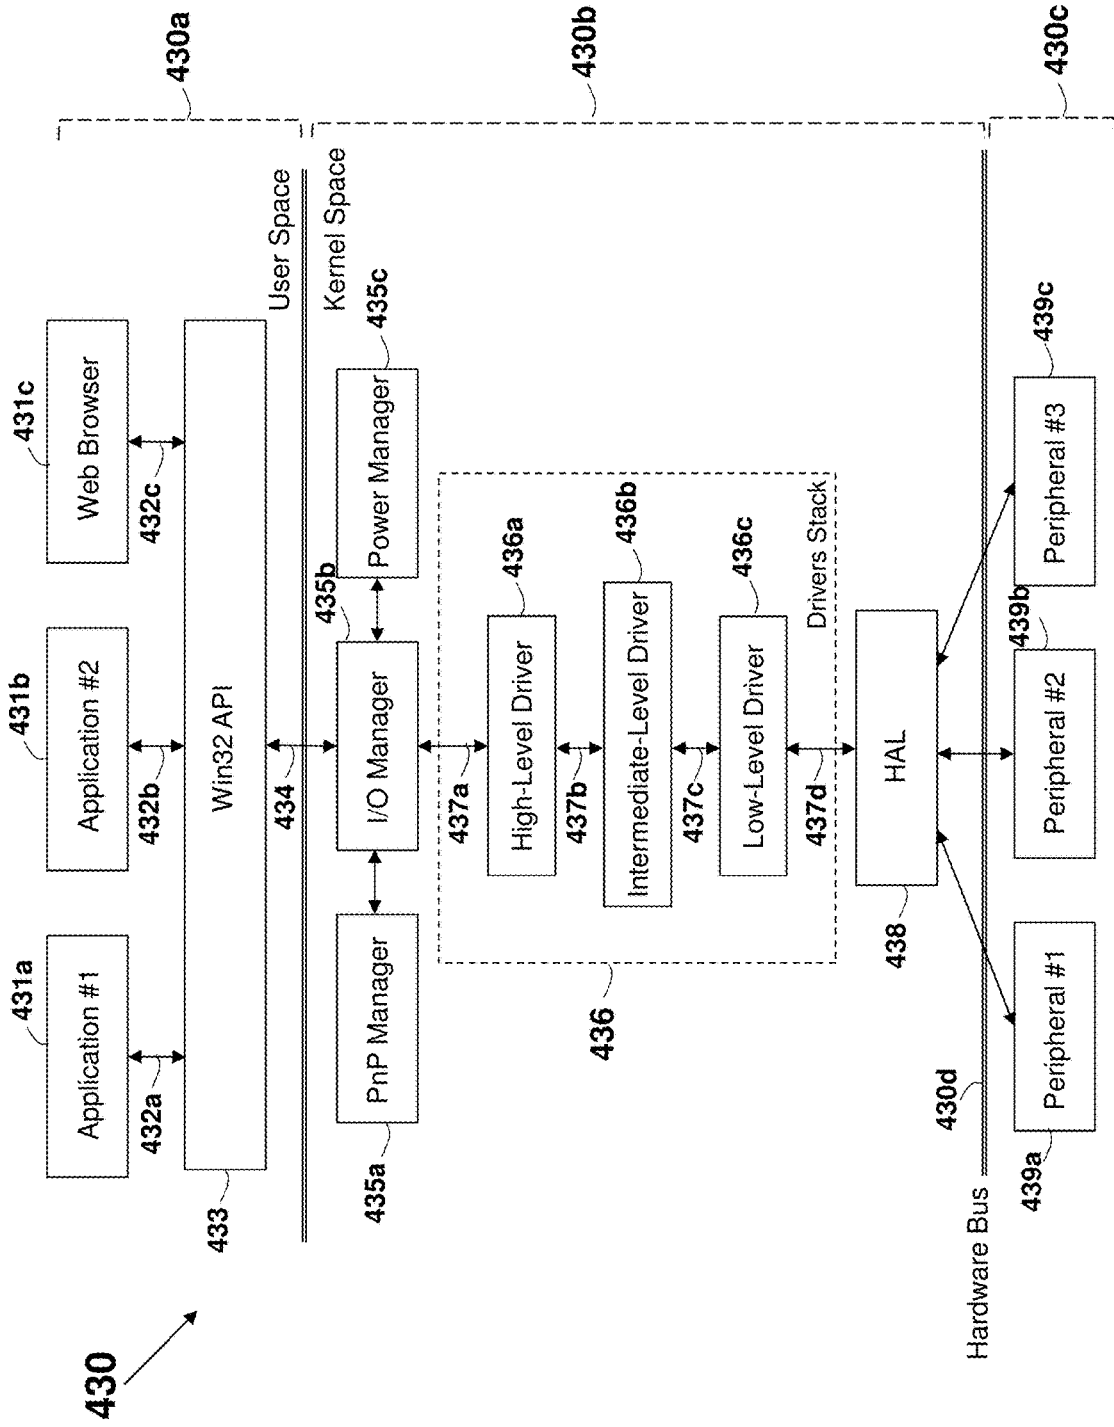 430
431a
Application #1
431b
Application #2
431c
Web Browser
430a
432a
432b
432c
433
Win32 API
User Space
434
Kernel Space
430b
435a
PnP Manager
435b
I/O Manager
435c
Power Manager
437a
436
436a
High-Level Driver
437b
436b
Intermediate-Level Driver
437c
436c
Low-Level Driver
Drivers Stack
437d
438
HAL
430d
Hardware Bus
430c
439a
Peripheral #1
439b
Peripheral #2
439c
Peripheral #3